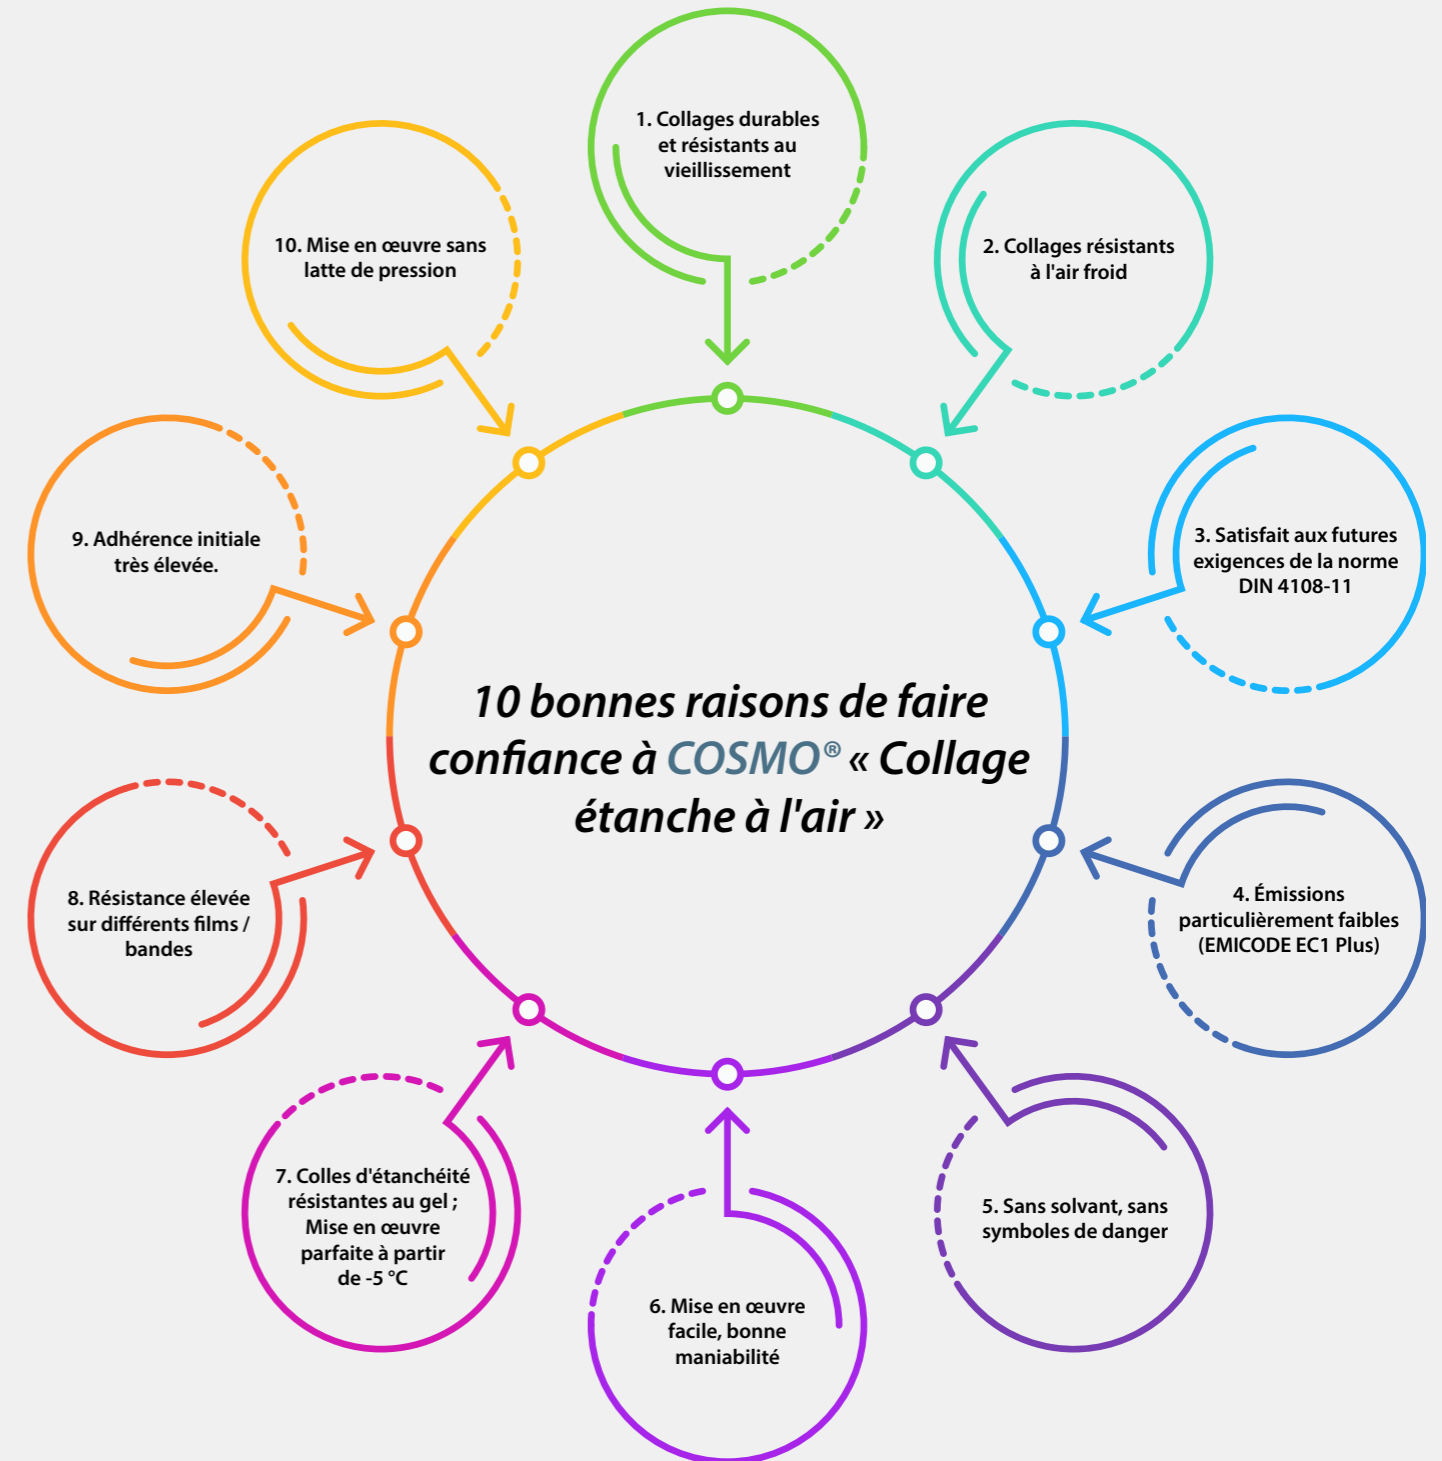 10 bonnes raisons de faire
confiance à COSMO® « Collage
étanche à l'air »
1. Collages durables
et résistants au
vieillissement
2. Collages résistants
à l'air froid
3. Satisfait aux futures
exigences de la norme
DIN 4108-11
4. Émissions
particulièrement faibles
(EMICODE EC1 Plus)
5. Sans solvant, sans
symboles de danger
6. Mise en œuvre
facile, bonne
maniabilité
7. Colles d'étanchéité
résistantes au gel ;
Mise en œuvre
parfaite à partir
de -5 °C
8. Résistance élevée
sur différents films /
bandes
9. Adhérence initiale
très élevée.
10. Mise en œuvre sans
latte de pression